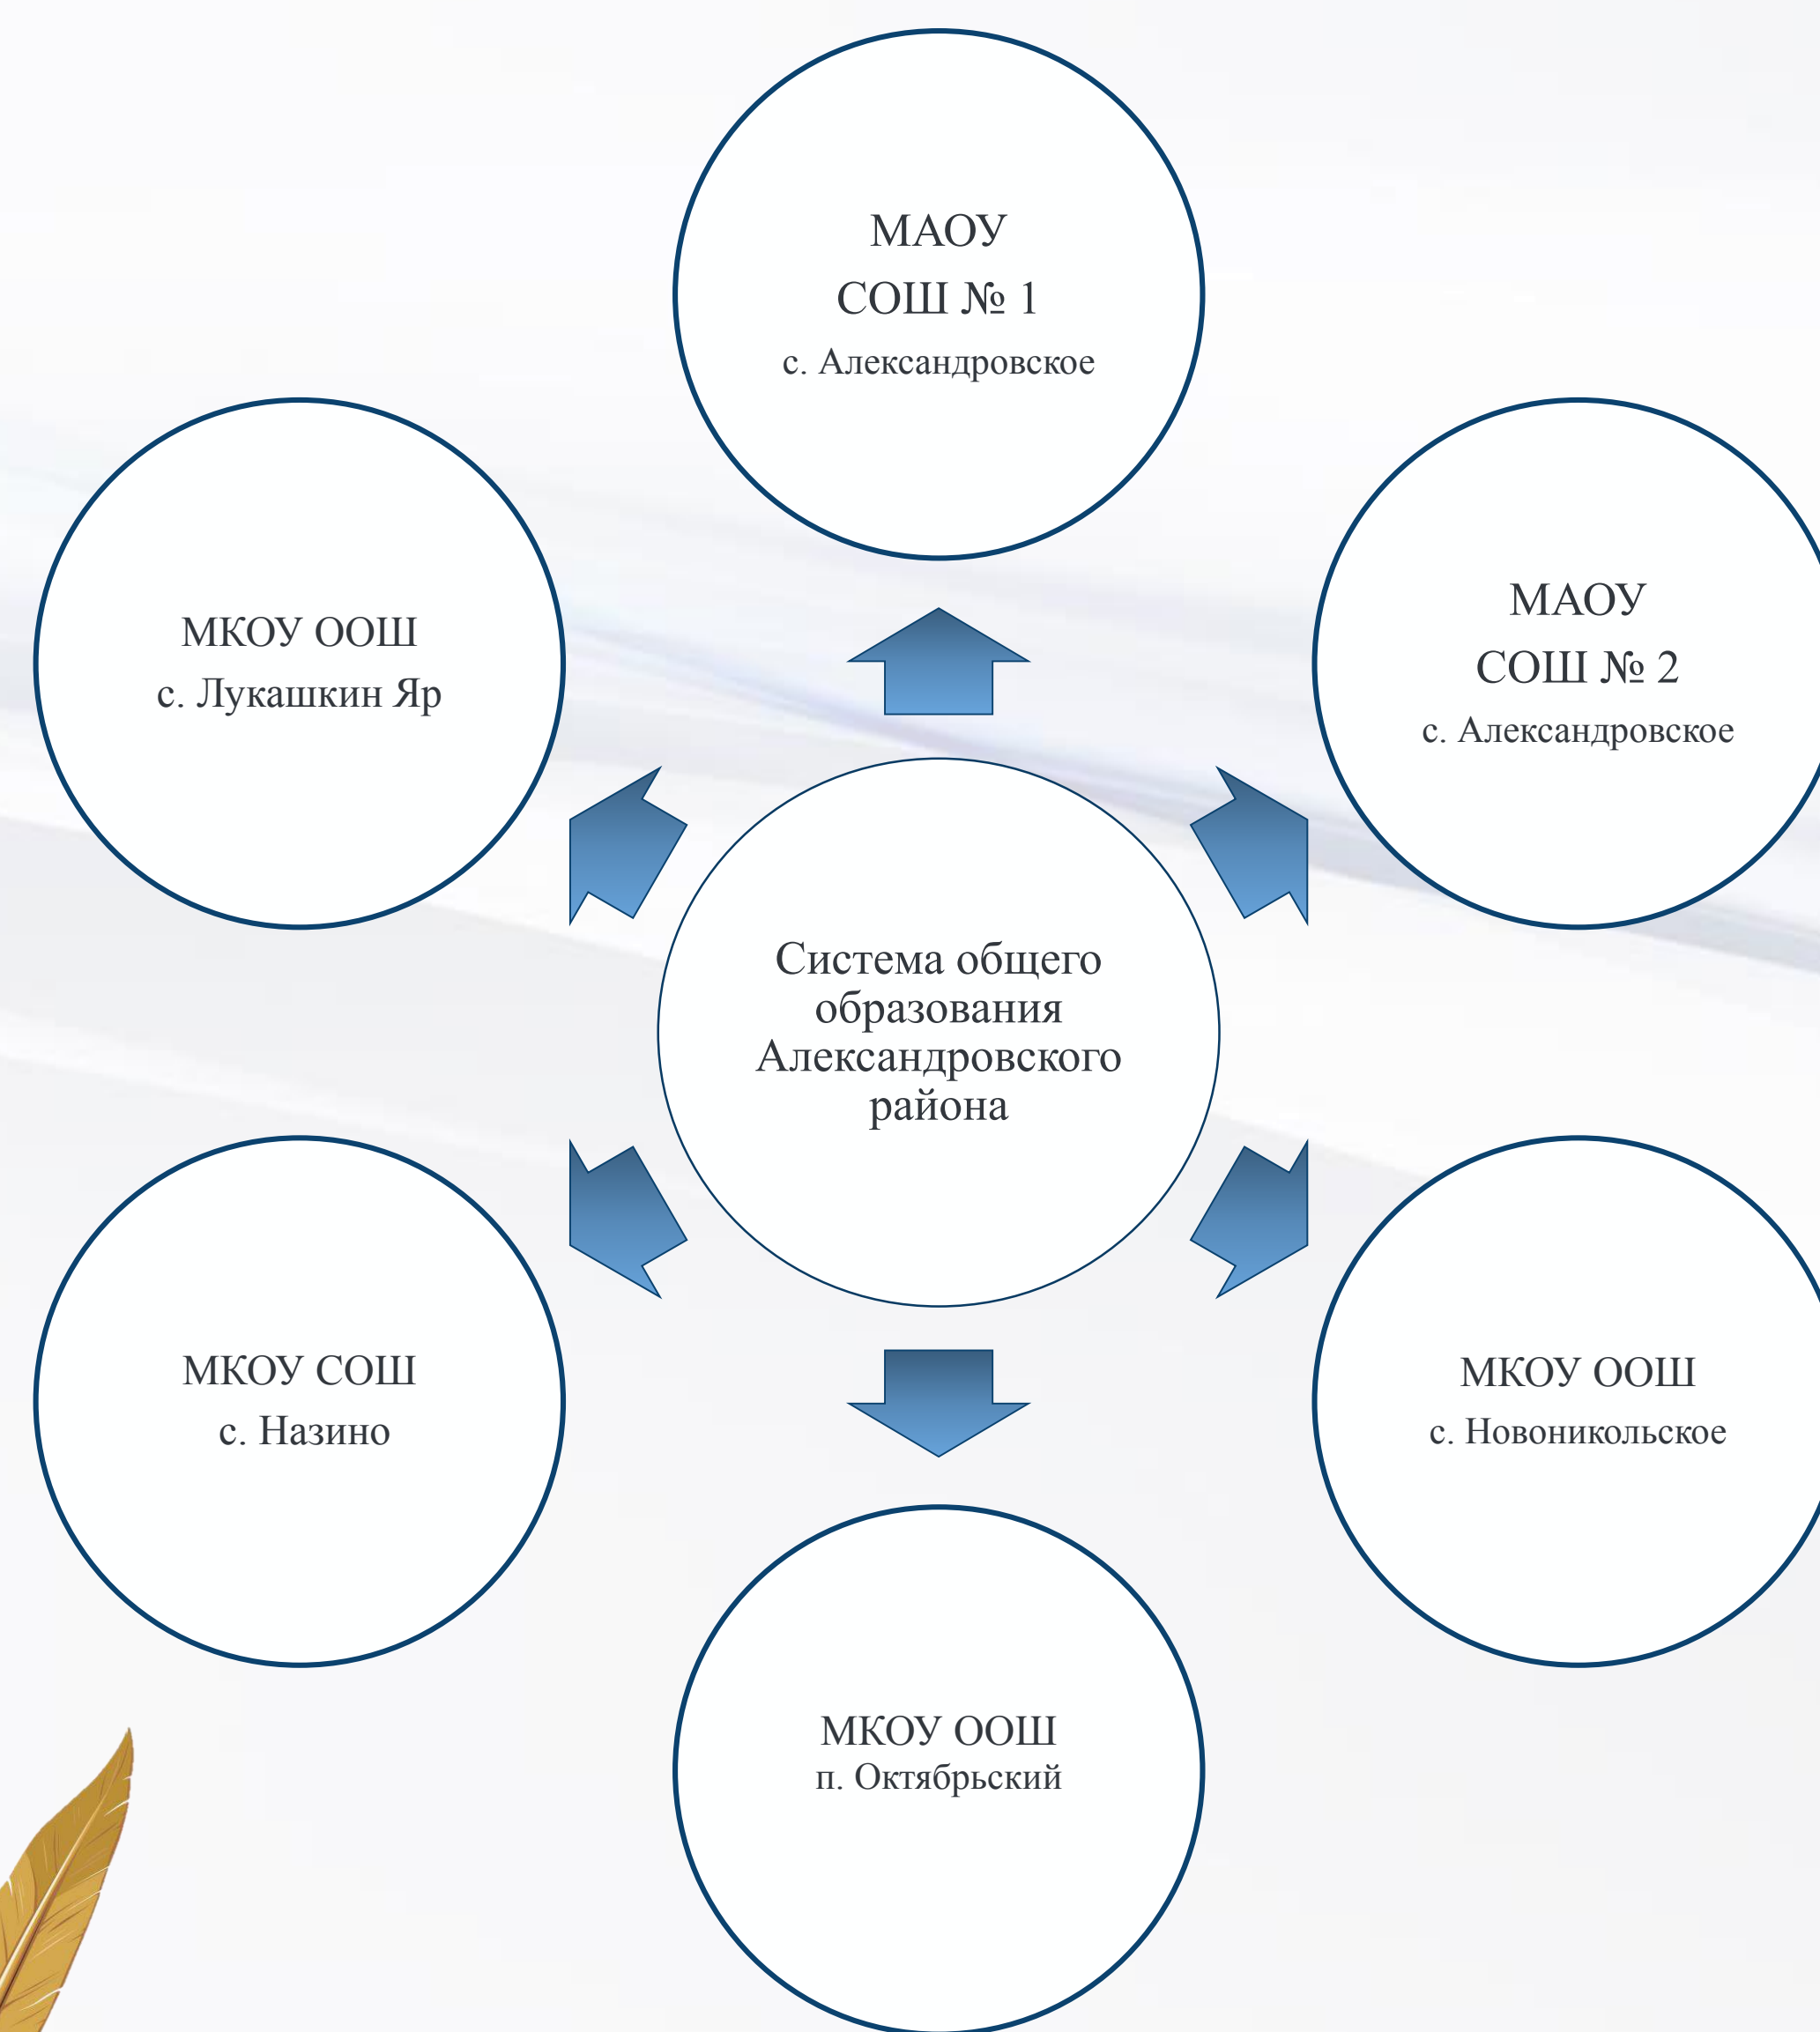 МАОУ
СОШ № 1
с. Александровское
МКОУ ООШ
с. Лукашкин Яр
МАОУ
СОШ № 2
с. Александровское
Система общего
образования
Александровского
района
МКОУ СОШ
с. Назино
МКОУ ООШ
с. Новоникольское
МКОУ ООШ
п. Октябрьский